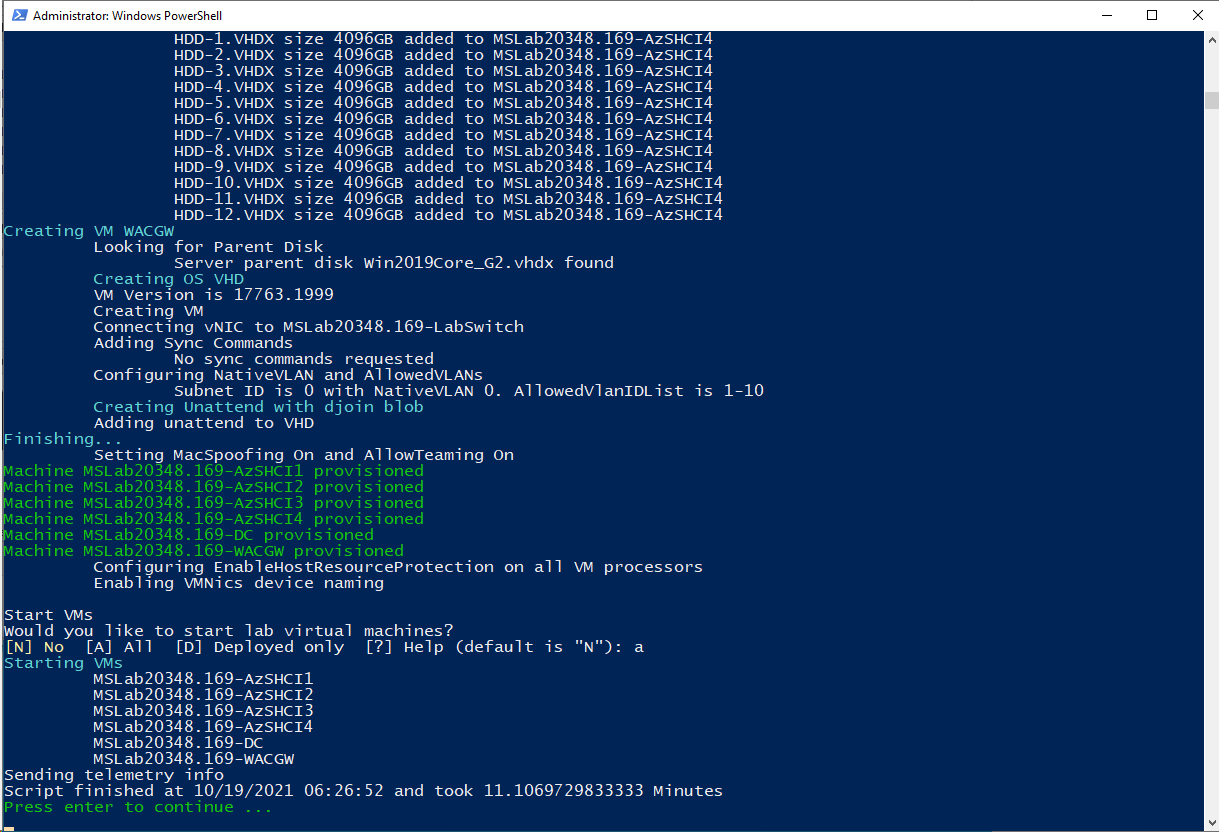 Administrator: Windows PowerShell
HDD-1.VHDX size 4096GB added to MSLab20348.169-AzSHCI4
HDD-2.VHDX size 4096GB added to MSLab20348.169-AzSHCI4
HDD-3.VHDX size 4096GB added to MSLab20348.169-AzSHCI4
HDD-4.VHDX size 4096GB added to MSLab20348.169-AzSHCI4
HDD-5.VHDX size 4096GB added to MSLab20348.169-AzSHCI4
HDD-6.VHDX size 4096GB added to MSLab20348.169-AzSHCI4
HDD-7.VHDX size 4096GB added to MSLab20348.169-AzSHCI4
HDD-8.VHDX size 4096GB added to MSLab20348.169-AzSHCI4
HDD-9.VHDX size 4096GB added to MSLab20348.169-AzSHCI4
HDD-10.VHDX size 4096GB added to MSLab20348.169-AzSHCI4
HDD-11.VHDX size 4096GB added to MSLab20348.169-AzSHCI4
HDD-12.VHDX size 4096GB added to MSLab20348.169-AzSHCI4
Creating VM WACGW
Looking for Parent Disk
Server parent disk Win2019Core_G2.vhdx found
Creating OS VHD
VM Version is 17763.1999
Creating VM
Connecting vNIC to MSLab20348.169-LabSwitch
Adding Sync Commands
No sync commands requested
Configuring NativeVLAN and AllowedVLANs
Subnet ID is 0 with NativeVLAN 0. AllowedVlanIDList is 1-10
Creating Unattend with djoin blob
Adding unattend to VHD
Finishing...
Setting MacSpoofing On and AllowTeaming On
Machine MSLab20348.169-AzSHCI1 provisioned
Machine MSLab20348.169-AzSHCI2 provisioned
Machine MSLab20348.169-AzSHCI3 provisioned
Machine MSLab20348.169-AzSHCI4 provisioned
Machine MSLab20348.169-DC provisioned
Machine MSLab20348.169-WACGW provisioned
Configuring EnableHostResourceProtection on all VM processors
Enabling VMNics device naming
Start VMs
Would you like to start lab virtual machines?
[N] No  [A] All  [D] Deployed only  [?] Help (default is "N"): a
Starting VMs
MSLab20348.169-AzSHCI1
MSLab20348.169-AzSHCI2
MSLab20348.169-AzSHCI3
MSLab20348.169-AzSHCI4
MSLab20348.169-DC
MSLab20348.169-WACGW
Sending telemetry info
Script finished at 10/19/2021 06:26:52 and took 11.1069729833333 Minutes
Press enter to continue ...